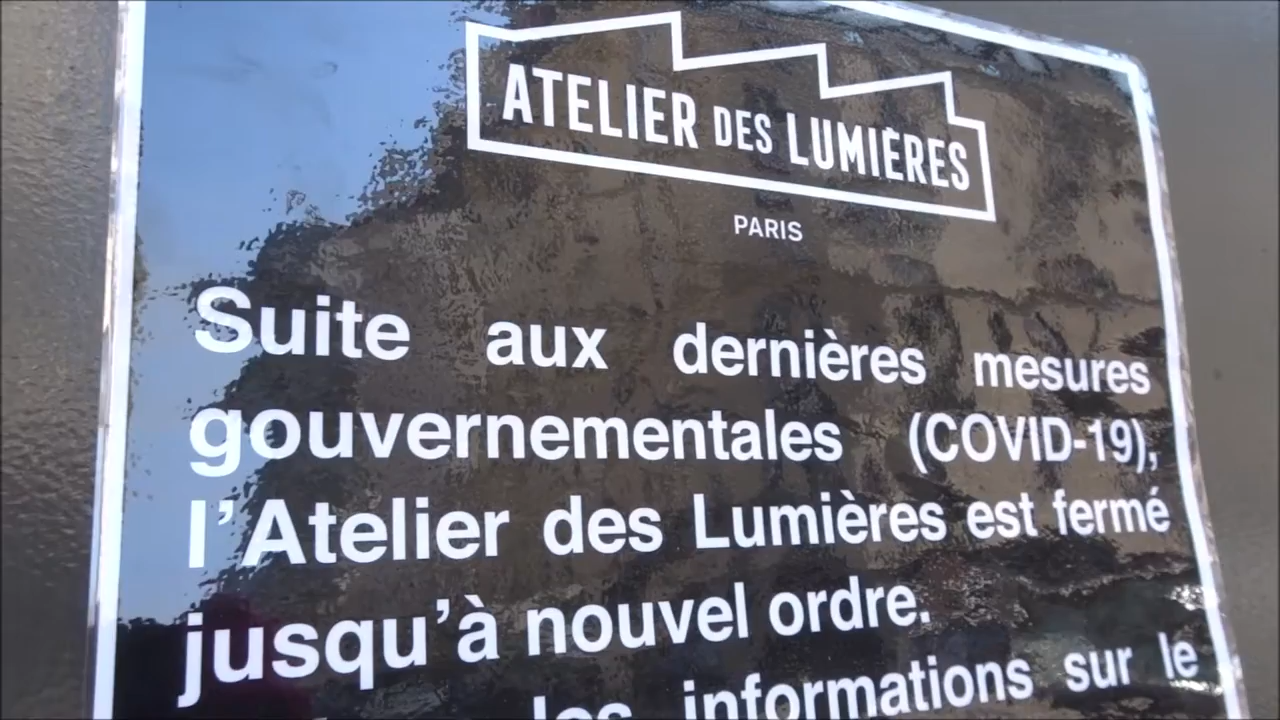 ATELIER DES LUMIÈRES
PARIS
Suite aux dernières mesures
gouvernementales (COVID-19),
l'Atelier des Lumières est fermé
jusqu'à nouvel ordre.
les informations sur le